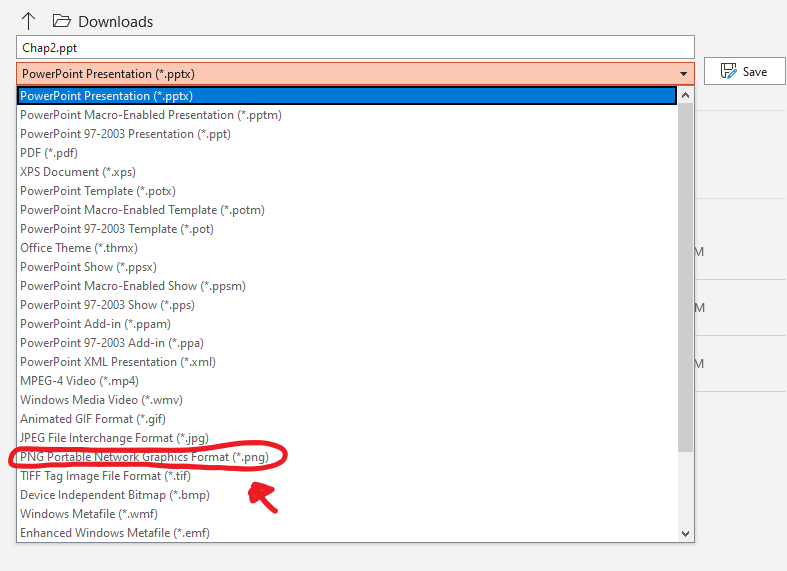 Downloads
Chap2.ppt
PowerPoint Presentation (*.pptx)
Save
PowerPoint Presentation (*.pptx)
PowerPoint Macro-Enabled Presentation (*.pptm)
PowerPoint 97-2003 Presentation (*.ppt)
PDF (*.pdf)
XPS Document (*.xps)
PowerPoint Template (*.potx)
PowerPoint Macro-Enabled Template (*.potm)
PowerPoint 97-2003 Template (*.pot)
Office Theme (*.thmx)
M
PowerPoint Show (*.ppsx)
PowerPoint Macro-Enabled Show (*.ppsm)
PowerPoint 97-2003 Show (*.pps)
M
PowerPoint Add-in (*.ppam)
PowerPoint 97-2003 Add-in (*.ppa)
PowerPoint XML Presentation (*.xml)
M
MPEG-4 Video (*.mp4)
Windows Media Video (*.wmv)
Animated GIF Format (*.gif)
JPEG File Interchange Format (*.jpg)
PNG Portable Network Graphics Format (*.png)
TIFF Tag Image File Format (*.tif)
Device Independent Bitmap (*.bmp)
Windows Metafile (*.wmf)
Enhanced Windows Metafile (*.emf)